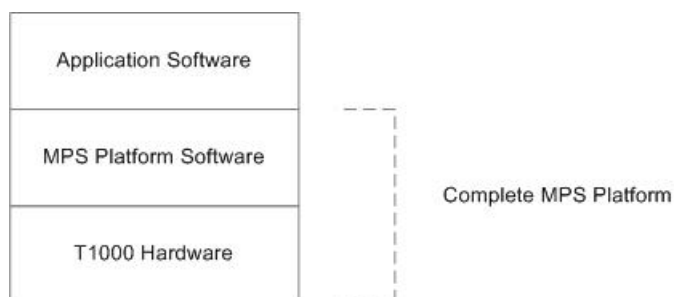 Application Software
MPS Platform Software
Complete MPS Platform
T1000 Hardware